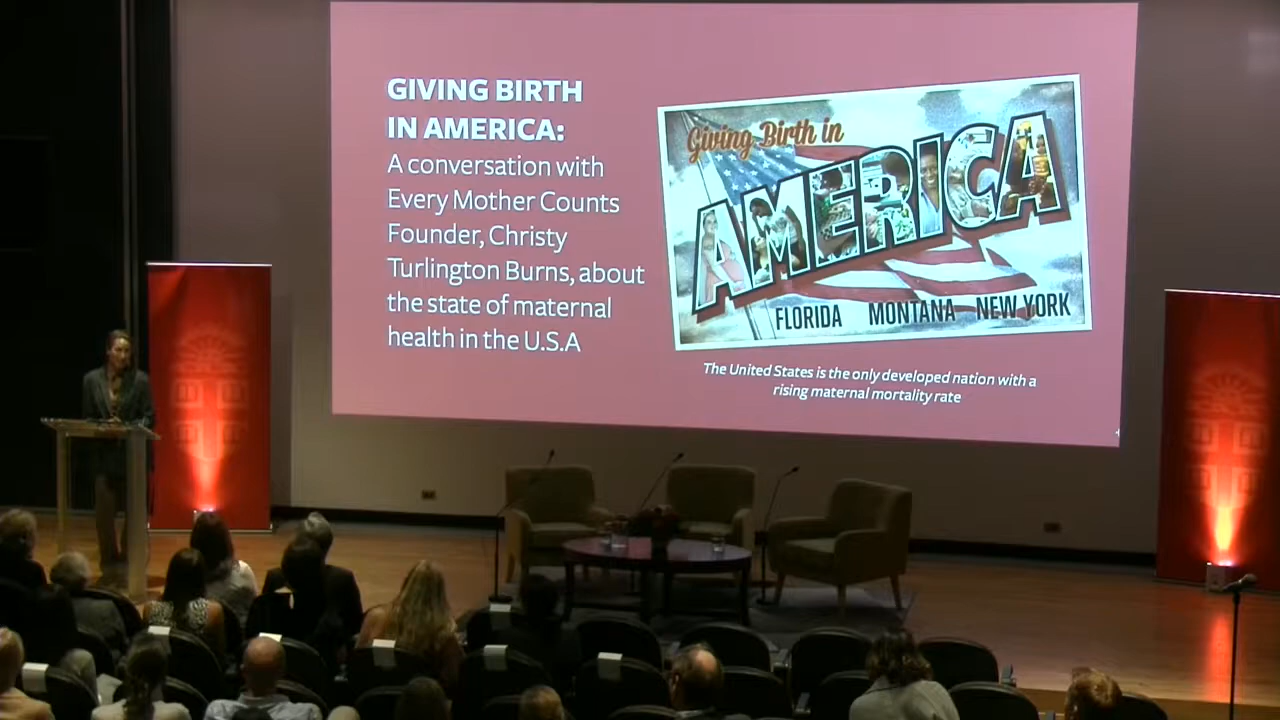 GIVING BIRTH
IN AMERICA:
A conversation with
Every Mother Counts
Founder, Christy
Turlington Burns, about
the state of maternal
health in the U.S.A
Giving Birth in
AMERICA
FLORIDA MONTANA NEW YORK
The United States is the only developed nation with a
rising maternal mortality rate